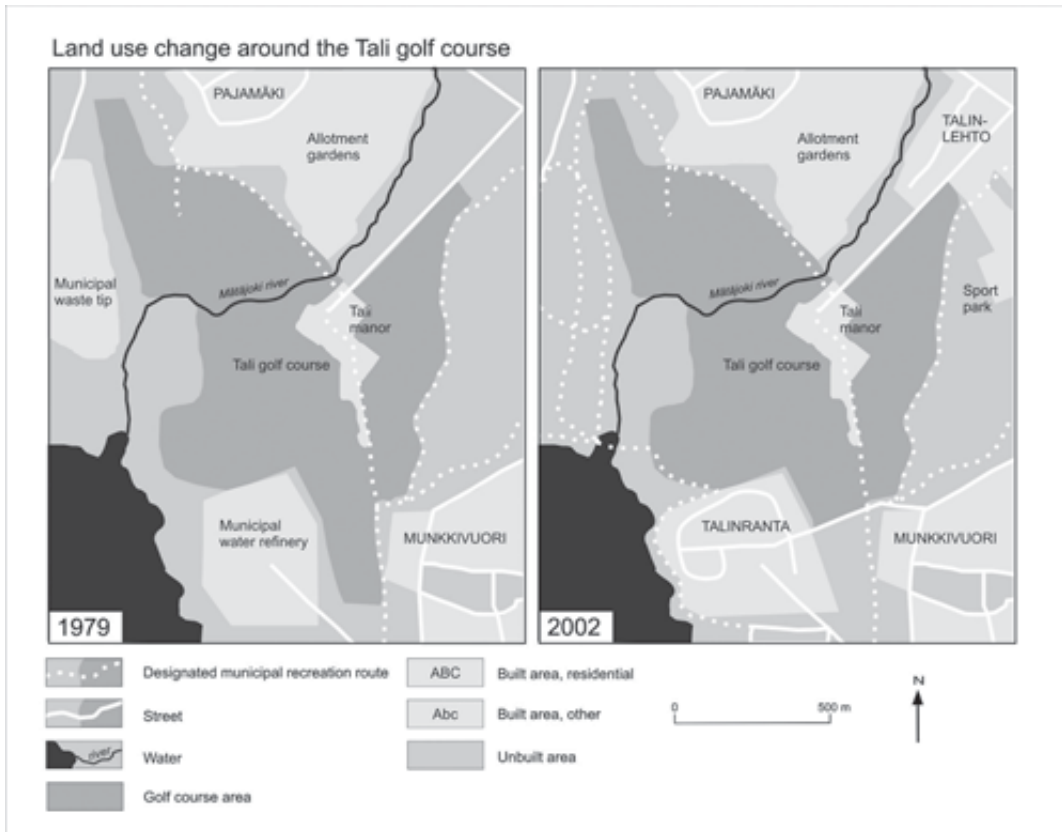 Land use change around the Tali golf course
PAJAMÄKI
Allotment
gardens
Municipal
waste tip
Mätäjoki river
Tali
manor
Tali golf course
Municipal
water refinery
MUNKKIVUORI
1979
PAJAMÄKI
TALIN-
LEHTO
Allotment
gardens
Mätäjoki river
Sport
park
Tali
manor
Tali golf course
TALINRANTA
MUNKKIVUORI
2002
Designated municipal recreation route
Street
river
Water
Golf course area
ABC
Built area, residential
Abc
Built area, other
Unbuilt area
0
500 m
N